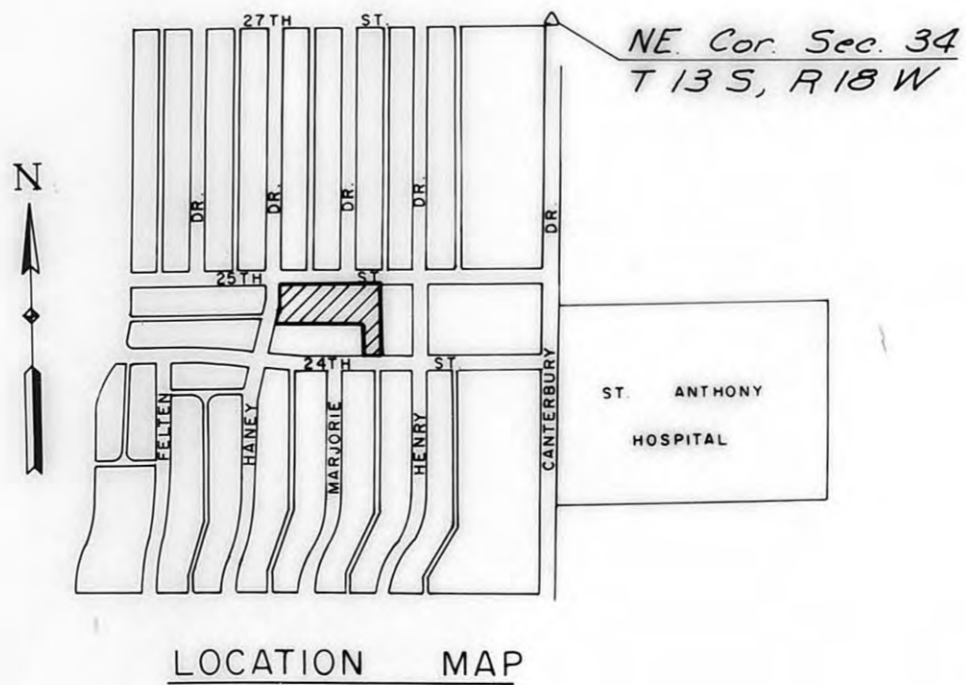 27TH ST.
NE. Cor. Sec. 34
T 13 S, R 18 W
N
DR.
DR.
DR.
DR.
DR.
25TH ST.
24TH ST.
FELTEN
HANEY
MARJORIE
HENRY
CANTERBURY
ST. ANTHONY
HOSPITAL
LOCATION MAP